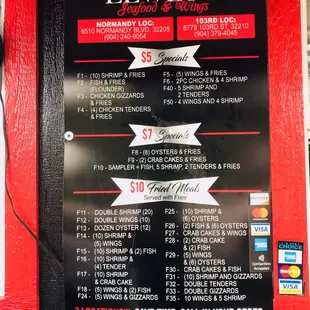 Seafood & Wings
NORMANDY LOC:
8510 NORMANDY BLVD. 32205
(904) 240-9054
103RD LOC:
8779 103RD ST. 32210
(904) 379-4045
$5 Specials
F1 - (10) SHRIMP & FRIES
F2 - FISH & FRIES
(FLOUNDER)
F3 - CHICKEN GIZZARDS
& FRIES
F4 - (4) CHICKEN TENDERS
& FRIES
F5 - (5) WINGS & FRIES
F6 - 2PC CHICKEN & 4 SHRIMP
F40 - 5 SHRIMP AND
2 TENDERS
F50 - 4 WINGS AND 4 SHRIMP
$7 Specials
F8 - (8) OYSTERS & FRIES
F9 - (2) CRAB CAKES & FRIES
F10 - SAMPLER = FISH, 5 SHRIMP, 2 TENDERS & FRIES
$10 Fried Meals
Served with Fries
F11 - DOUBLE SHRIMP (20)
F12 - DOUBLE WINGS (10)
F13 - DOZEN OYSTER (12)
F14 - (10) SHRIMP &
(5) WINGS
F15 - (10) SHRIMP & (2) FISH
F16 - (10) SHRIMP &
(4) TENDER
F17 - (10) SHRIMP
& CRAB CAKE
F18 - (5) WINGS & (2) FISH
F24 - (5) WINGS & GIZZARDS
F25 - (10) SHRIMP &
(6) OYSTERS
F26 - (2) FISH & (6) OYSTERS
F27 - CRAB CAKES & WINGS
F28 - (2) CRAB CAKE
& (2) FISH
F29 - (5) WINGS
& (6) OYSTERS
F30 - CRAB CAKES & FISH
F31 - (10) SHRIMP AND GIZZARDS
F32 - DOUBLE TENDERS
F33 - DOUBLE GIZZARDS
F35 - 10 WINGS & 5 SHRIMP
VISA
Contactless
Accepted
CHOICE
MasterCard
VISA